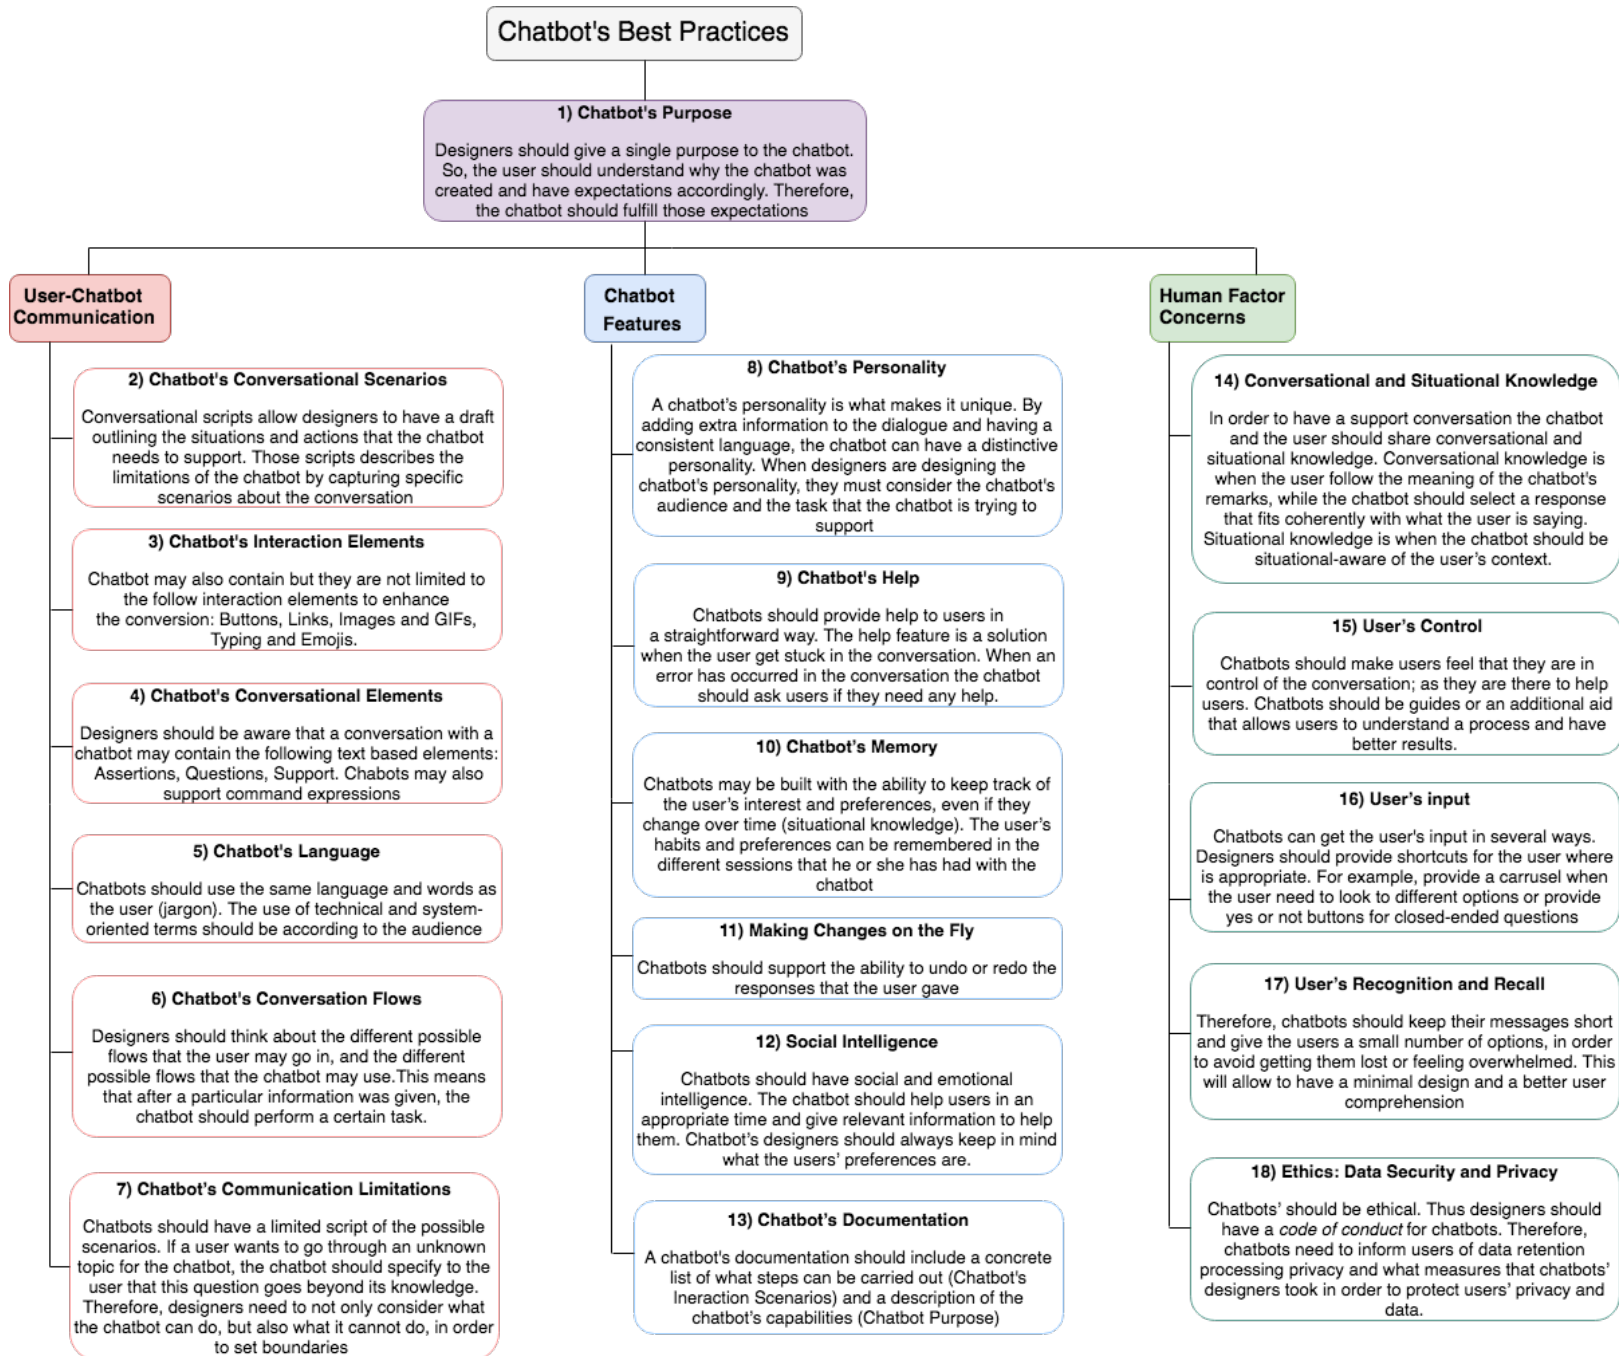 Chatbot's Best Practices
1) Chatbot's Purpose
Designers should give a single purpose to the chatbot.
So, the user should understand why the chatbot was
created and have expectations accordingly. Therefore,
the chatbot should fulfill those expectations
User-Chatbot
Communication
2) Chatbot's Conversational Scenarios
Conversational scripts allow designers to have a draft
outlining the situations and actions that the chatbot
needs to support. Those scripts describes the
limitations of the chatbot by capturing specific
scenarios about the conversation
3) Chatbot's Interaction Elements
Chatbot may also contain but they are not limited to
the follow interaction elements to enhance
the conversion: Buttons, Links, Images and GIFs,
Typing and Emojis.
4) Chatbot's Conversational Elements
Designers should be aware that a conversation with a
chatbot may contain the following text based elements:
Assertions, Questions, Support. Chabots may also
support command expressions
5) Chatbot's Language
Chatbots should use the same language and words as
the user (jargon). The use of technical and system-
oriented terms should be according to the audience
6) Chatbot's Conversation Flows
Designers should think about the different possible
flows that the user may go in, and the different
possible flows that the chatbot may use.This means
that after a particular information was given, the
chatbot should perform a certain task.
7) Chatbot's Communication Limitations
Chatbots should have a limited script of the possible
scenarios. If a user wants to go through an unknown
topic for the chatbot, the chatbot should specify to the
user that this question goes beyond its knowledge.
Therefore, designers need to not only consider what
the chatbot can do, but also what it cannot do, in order
to set boundaries
Chatbot
Features
8) Chatbot's Personality
A chatbot's personality is what makes it unique. By
adding extra information to the dialogue and having a
consistent language, the chatbot can have a distinctive
personality. When designers are designing the
chatbot's personality, they must consider the chatbot's
audience and the task that the chatbot is trying to
support
9) Chatbot's Help
Chatbots should provide help to users in
a straightforward way. The help feature is a solution
when the user get stuck in the conversation. When an
error has occurred in the conversation the chatbot
should ask users if they need any help.
10) Chatbot's Memory
Chatbots may be built with the ability to keep track of
the user's interest and preferences, even if they
change over time (situational knowledge). The user's
habits and preferences can be remembered in the
different sessions that he or she has had with the
chatbot
11) Making Changes on the Fly
Chatbots should support the ability to undo or redo the
responses that the user gave
12) Social Intelligence
Chatbots should have social and emotional
intelligence. The chatbot should help users in an
appropriate time and give relevant information to help
them. Chatbot's designers should always keep in mind
what the users' preferences are.
13) Chatbot's Documentation
A chatbot's documentation should include a concrete
list of what steps can be carried out (Chatbot's
Ineraction Scenarios) and a description of the
chatbot's capabilities (Chatbot Purpose)
Human Factor
Concerns
14) Conversational and Situational Knowledge
In order to have a support conversation the chatbot
and the user should share conversational and
situational knowledge. Conversational knowledge is
when the user follow the meaning of the chatbot's
remarks, while the chatbot should select a response
that fits coherently with what the user is saying.
Situational knowledge is when the chatbot should be
situational-aware of the user's context.
15) User's Control
Chatbots should make users feel that they are in
control of the conversation; as they are there to help
users. Chatbots should be guides or an additional aid
that allows users to understand a process and have
better results.
16) User's input
Chatbots can get the user's input in several ways.
Designers should provide shortcuts for the user where
is appropriate. For example, provide a carrusel when
the user need to look to different options or provide
yes or not buttons for closed-ended questions
17) User's Recognition and Recall
Therefore, chatbots should keep their messages short
and give the users a small number of options, in order
to avoid getting them lost or feeling overwhelmed. This
will allow to have a minimal design and a better user
comprehension
18) Ethics: Data Security and Privacy
Chatbots' should be ethical. Thus designers should
have a code of conduct for chatbots. Therefore,
chatbots need to inform users of data retention
processing privacy and what measures that chatbots'
designers took in order to protect users' privacy and
data.